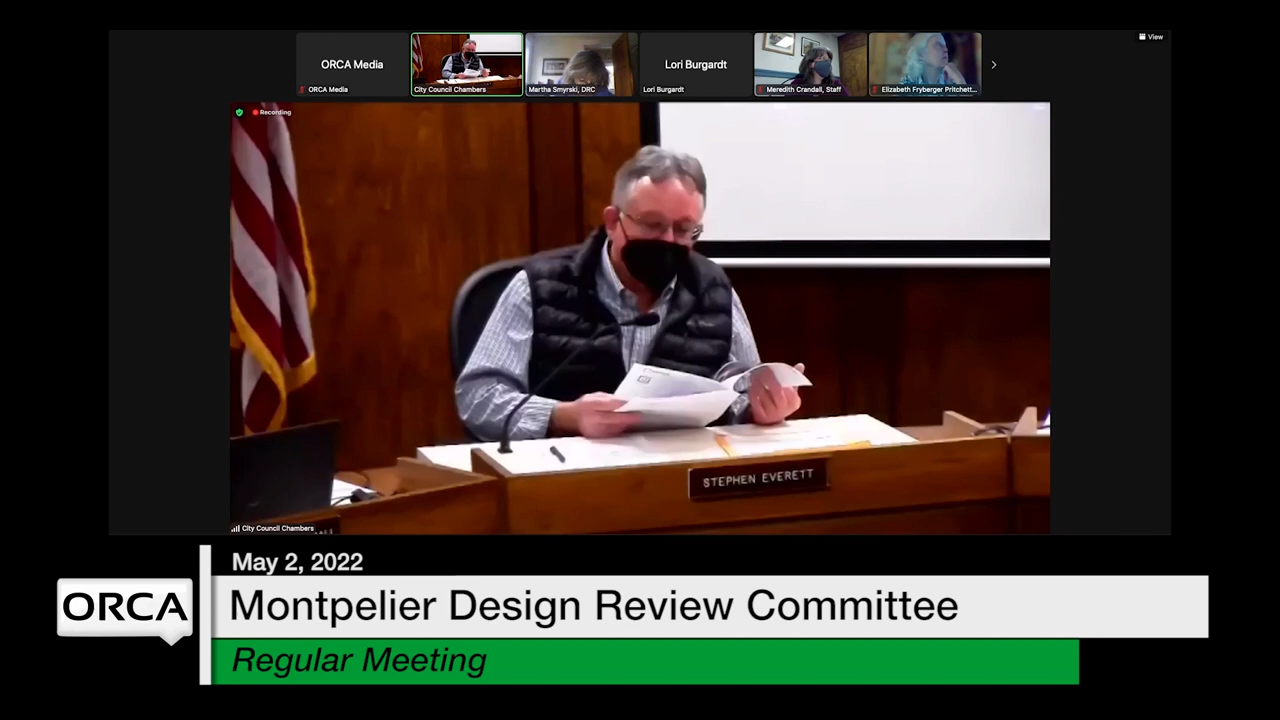 View
ORCA Media
ORCA Media
City Council Chambers
Martha Smyrski, DRC
Lori Burgardt
Lori Burgardt
Meredith Crandall, Staff
Elizabeth Fryberger Pritchett...
Recording
STEPHEN EVERETT
City Council Chambers
May 2, 2022
ORCA
Montpelier Design Review Committee
Regular Meeting